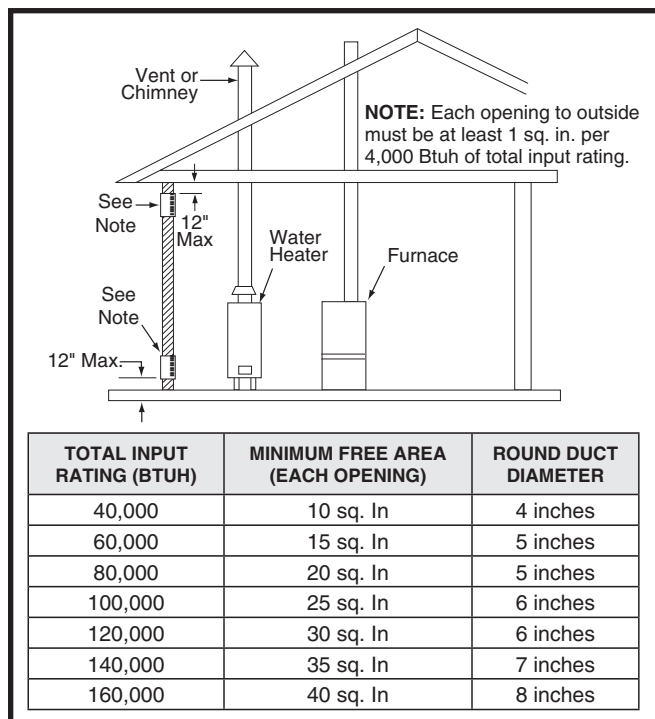 Vent or
Chimney
NOTE: Each opening to outside
must be at least 1 sq. in. per
4,000 Btuh of total input rating.
See
Note
12"
Max
Water
Heater
Furnace
See
Note
12" Max.
TOTAL INPUT
RATING (BTUH)
MINIMUM FREE AREA
(EACH OPENING)
ROUND DUCT
DIAMETER
40,000 10 sq. In 4 inches
60,000 15 sq. In 5 inches
80,000 20 sq. In 5 inches
100,000 25 sq. In 6 inches
120,000 30 sq. In 6 inches
140,000 35 sq. In 7 inches
160,000 40 sq. In 8 inches